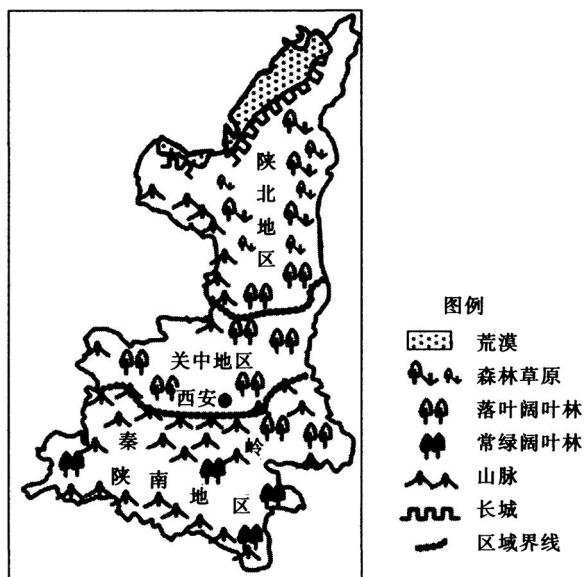 陕北地区
关中地区
西安
秦岭
陕南地区
图例
荒漠
森林草原
落叶阔叶林
常绿阔叶林
山脉
长城
区域界线